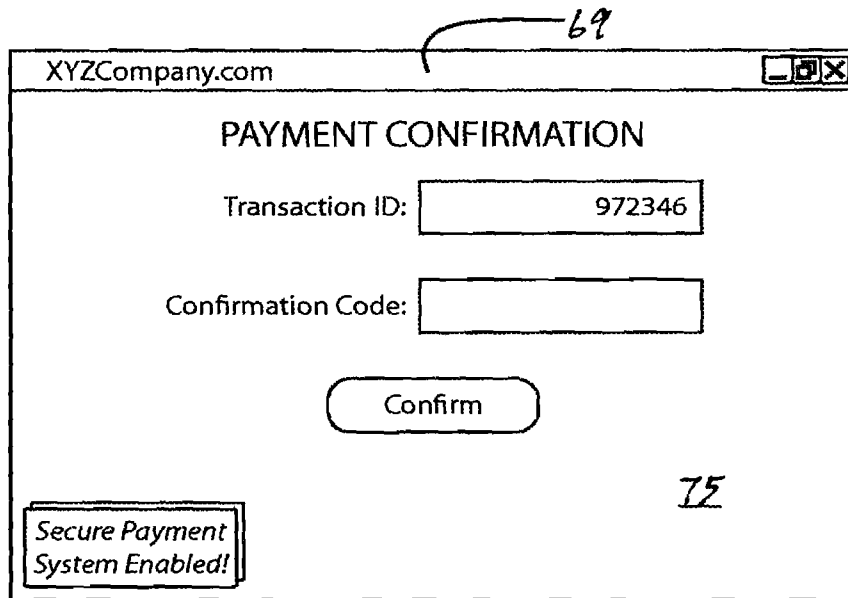 69
XYZCompany.com
PAYMENT CONFIRMATION
Transaction ID: 972346
Confirmation Code:
Confirm
75
Secure Payment
System Enabled!